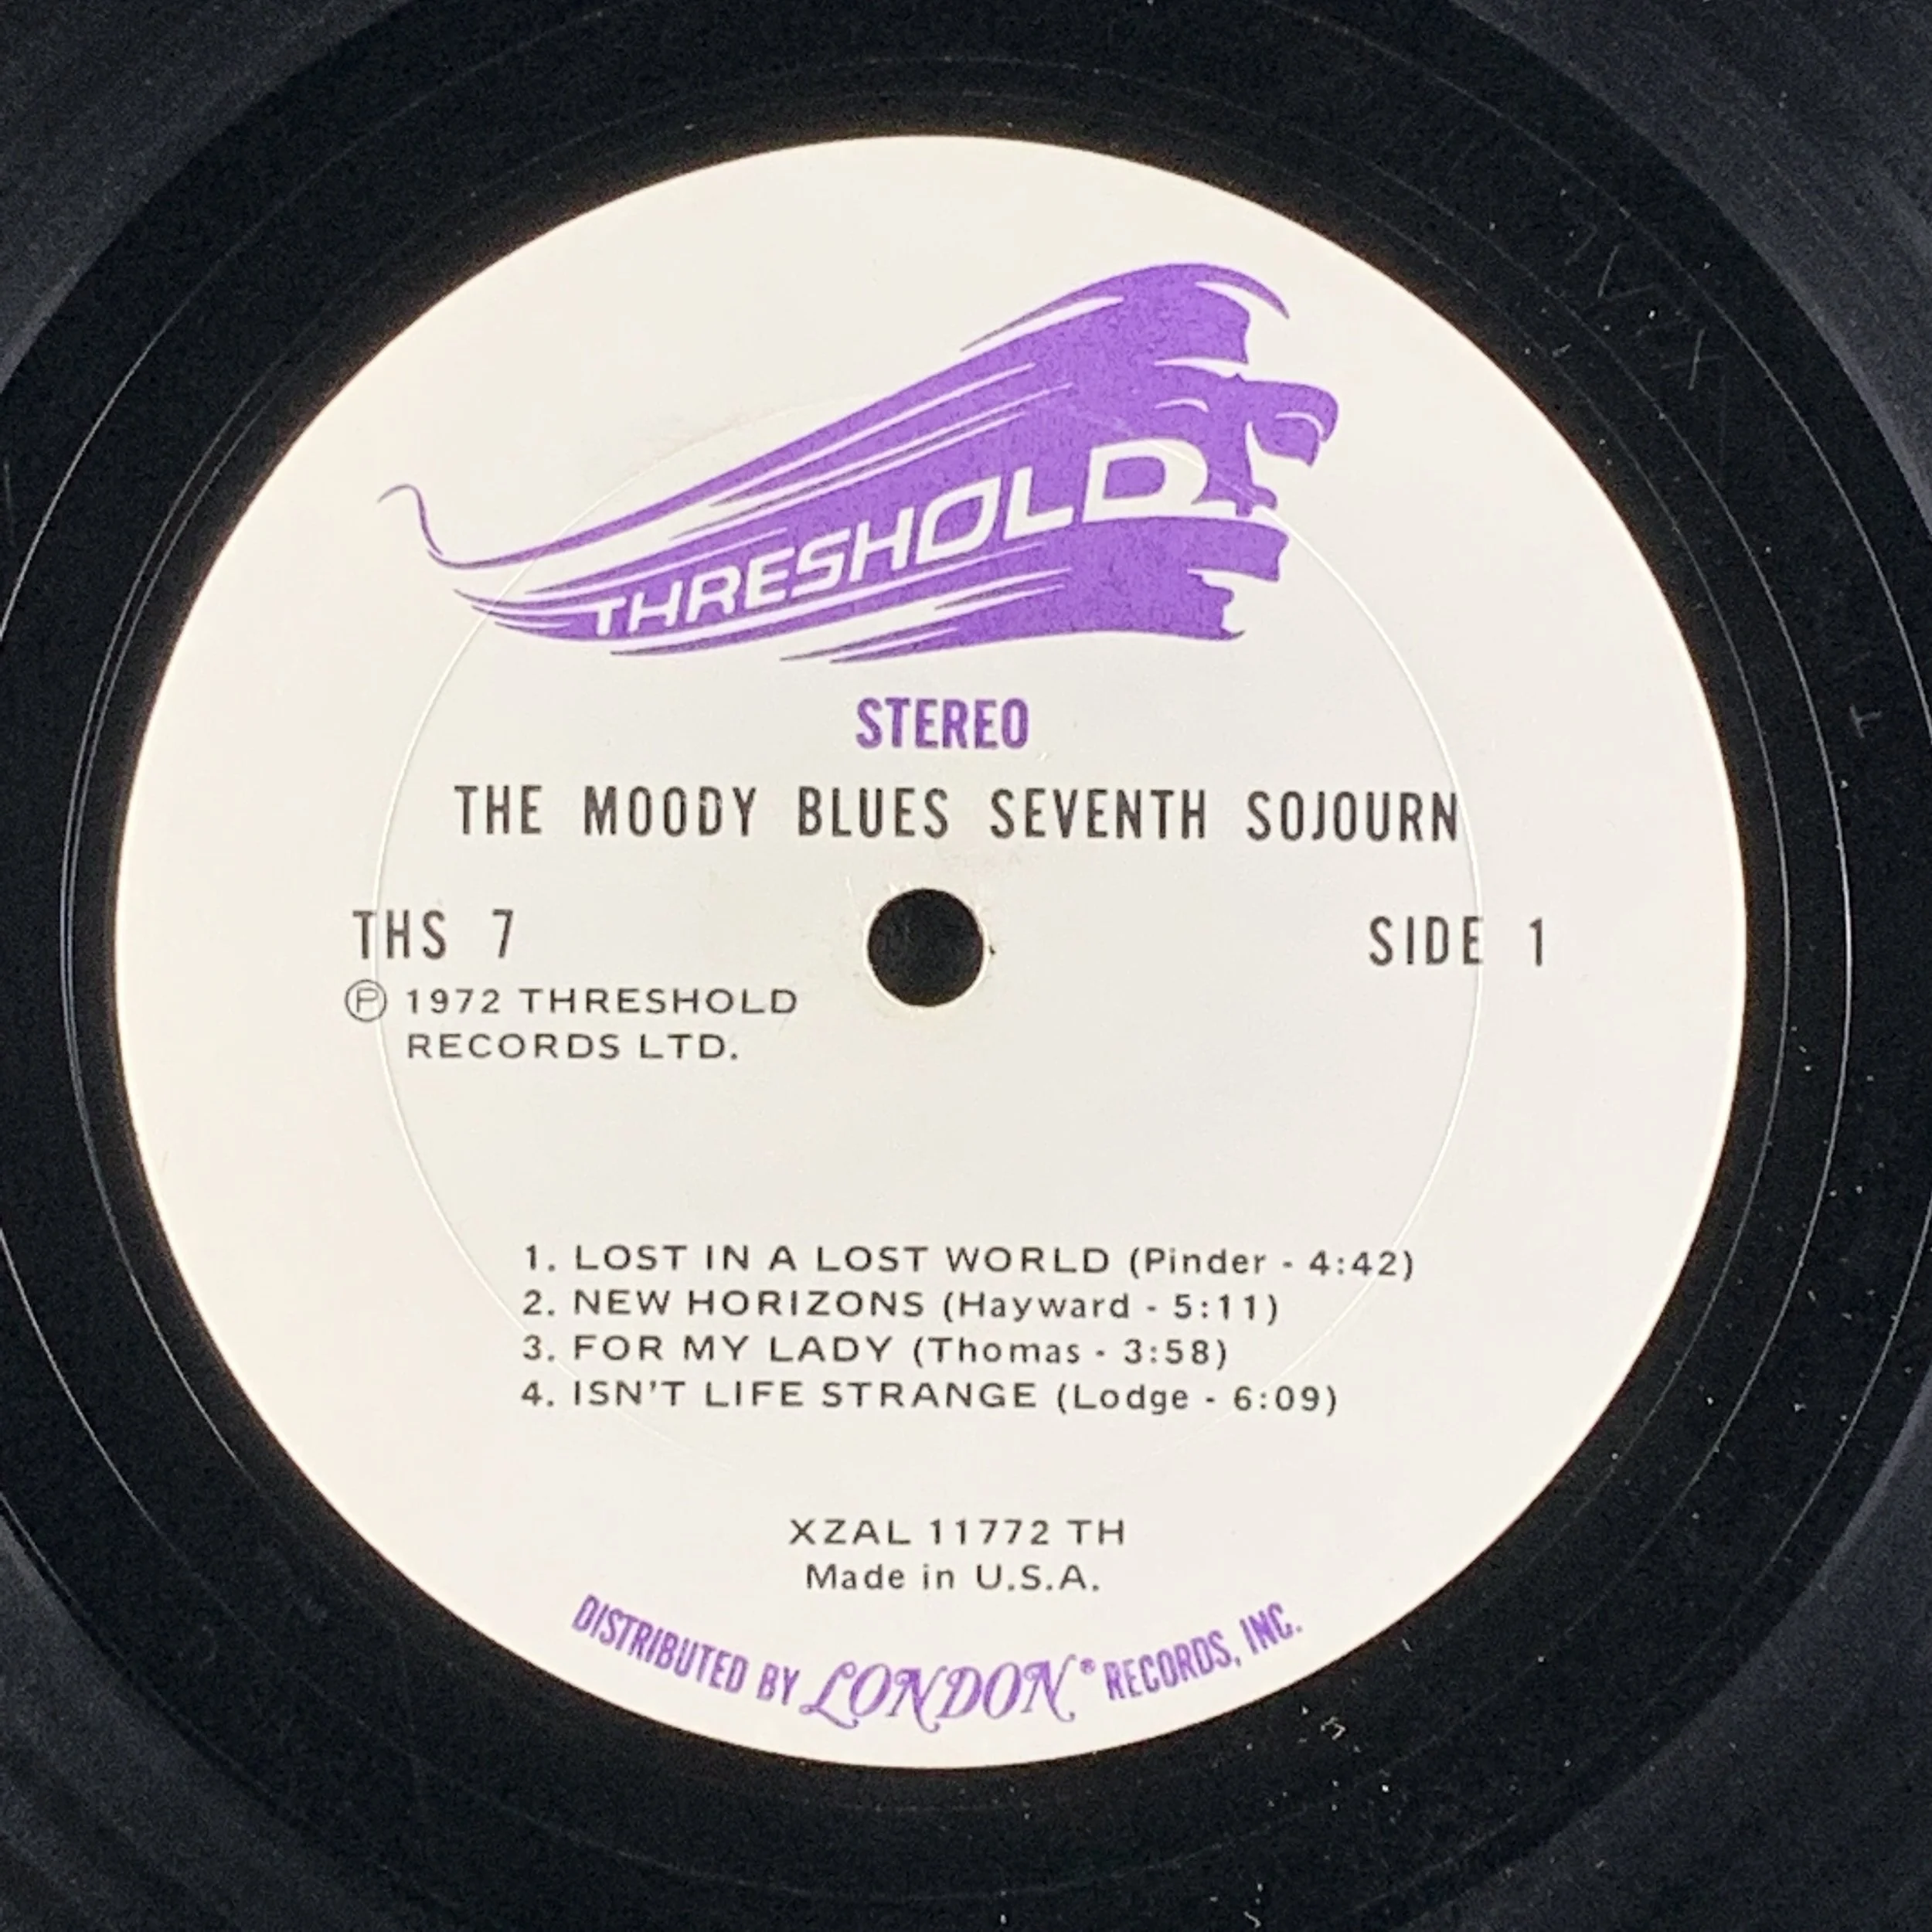 THRESHOLD
STEREO
THE MOODY BLUES SEVENTH SOJOURN
THS 7
SIDE 1
Ⓟ 1972 THRESHOLD
RECORDS LTD.
1. LOST IN A LOST WORLD (Pinder - 4:42)
2. NEW HORIZONS (Hayward - 5:11)
3. FOR MY LADY (Thomas - 3:58)
4. ISN'T LIFE STRANGE (Lodge - 6:09)
XZAL 11772 TH
Made in U.S.A.
DISTRIBUTED BY LONDON® RECORDS, INC.